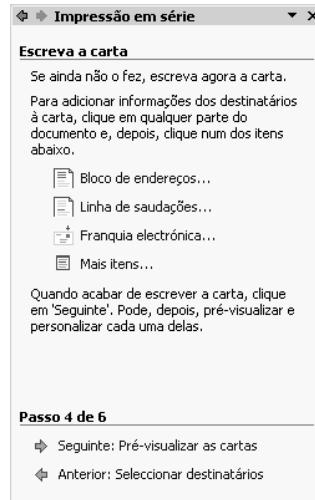 Impressão em série
Escreva a carta
Se ainda não o fez, escreva agora a carta.
Para adicionar informações dos destinatários
à carta, clique em qualquer parte do
documento e, depois, clique num dos itens
abaixo.
Bloco de endereços...
Linha de saudações...
Franquia electrónica...
Mais itens...
Quando acabar de escrever a carta, clique
em 'Seguinte'. Pode, depois, pré-visualizar e
personalizar cada uma delas.
Passo 4 de 6
Seguinte: Pré-visualizar as cartas
Anterior: Seleccionar destinatários